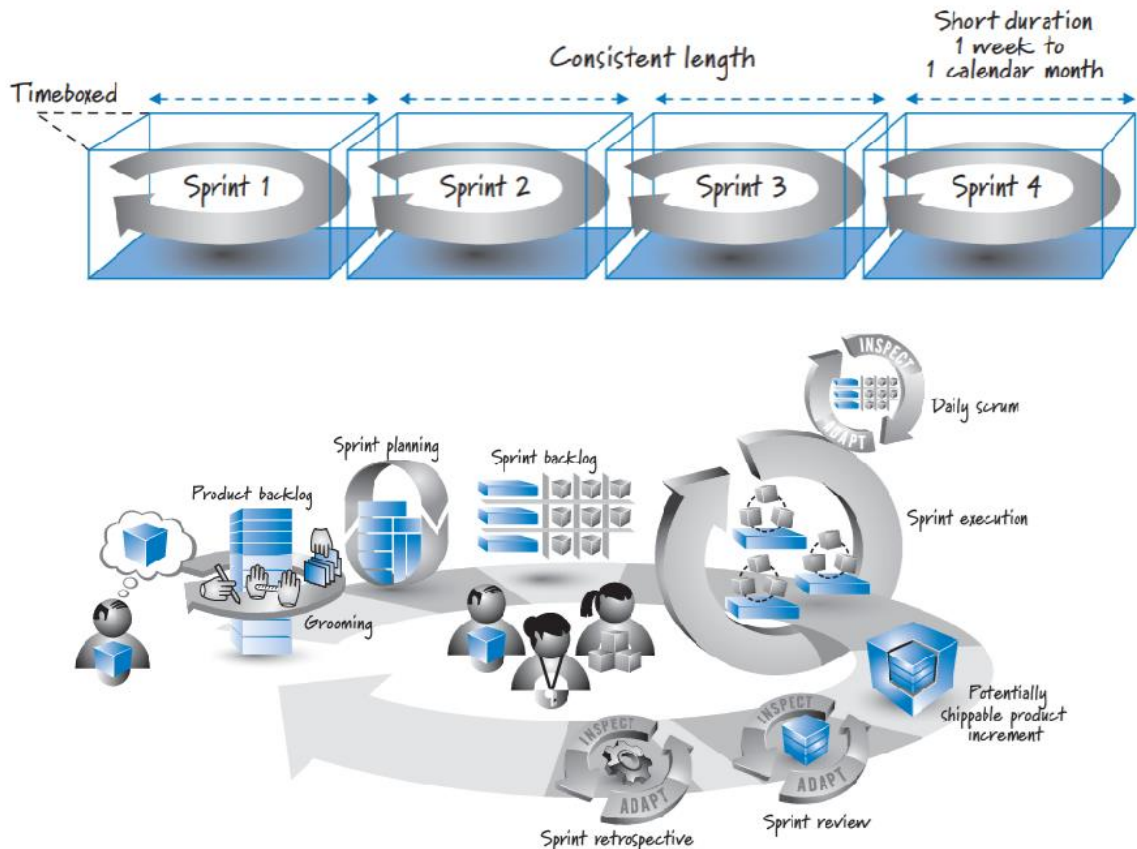 Short duration
1 week to
1 calendar month
Consistent length
Timeboxed
Sprint 1
Sprint 2
Sprint 3
Sprint 4
INSPECT
ADAPT
Daily scrum
Sprint planning
Sprint backlog
Product backlog
Sprint execution
Grooming
Potentially
shippable product
increment
INSPECT
ADAPT
Sprint review
INSPECT
ADAPT
Sprint retrospective